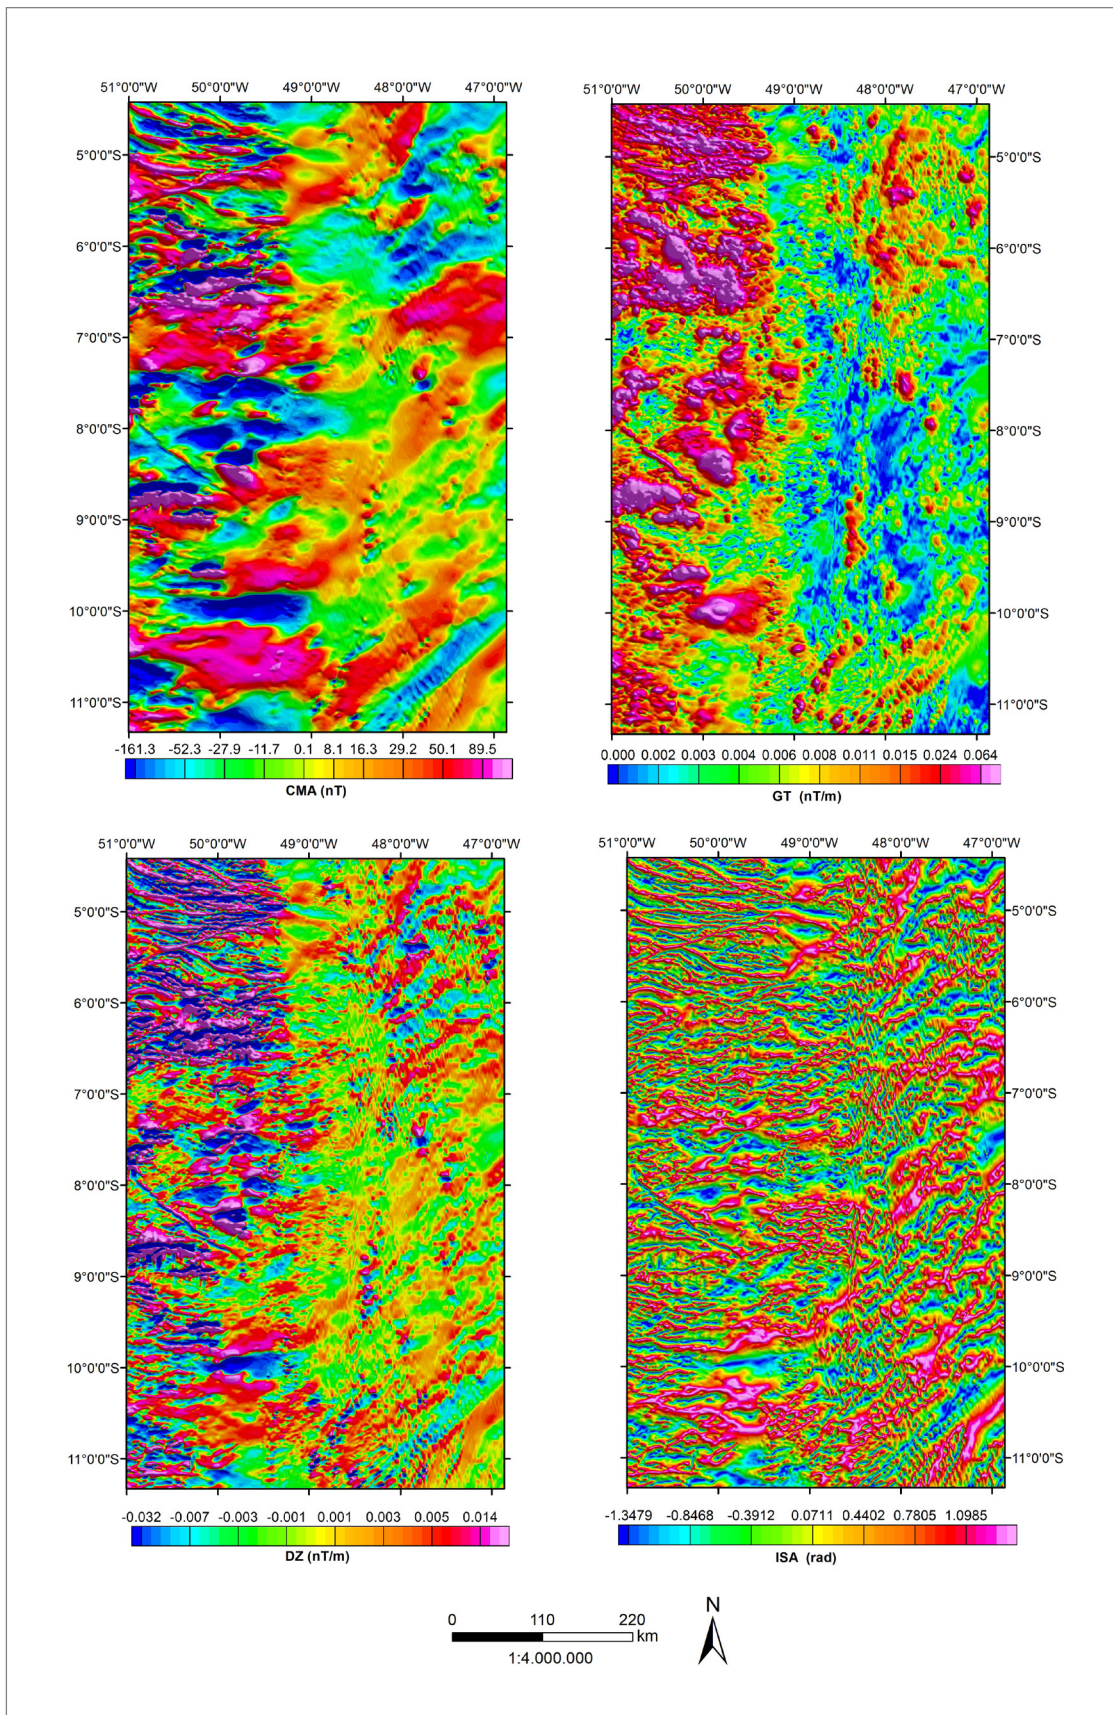 51°0'0"W 50°0'0"W 49°0'0"W 48°0'0"W 47°0'0"W
5°0'0"S
6°0'0"S
7°0'0"S
8°0'0"S
9°0'0"S
10°0'0"S
11°0'0"S
-161.3 -52.3 -27.9 -11.7 0.1 8.1 16.3 29.2 50.1 89.5
CMA (nT)
51°0'0"W 50°0'0"W 49°0'0"W 48°0'0"W 47°0'0"W
5°0'0"S
6°0'0"S
7°0'0"S
8°0'0"S
9°0'0"S
10°0'0"S
11°0'0"S
0.000 0.002 0.003 0.004 0.006 0.008 0.011 0.015 0.024 0.064
GT (nT/m)
51°0'0"W 50°0'0"W 49°0'0"W 48°0'0"W 47°0'0"W
5°0'0"S
6°0'0"S
7°0'0"S
8°0'0"S
9°0'0"S
10°0'0"S
11°0'0"S
-0.032 -0.007 -0.003 -0.001 0.001 0.003 0.005 0.014
DZ (nT/m)
51°0'0"W 50°0'0"W 49°0'0"W 48°0'0"W 47°0'0"W
5°0'0"S
6°0'0"S
7°0'0"S
8°0'0"S
9°0'0"S
10°0'0"S
11°0'0"S
-1.3479 -0.8468 -0.3912 0.0711 0.4402 0.7805 1.0985
ISA (rad)
0 110 220
km
1:4.000.000
N